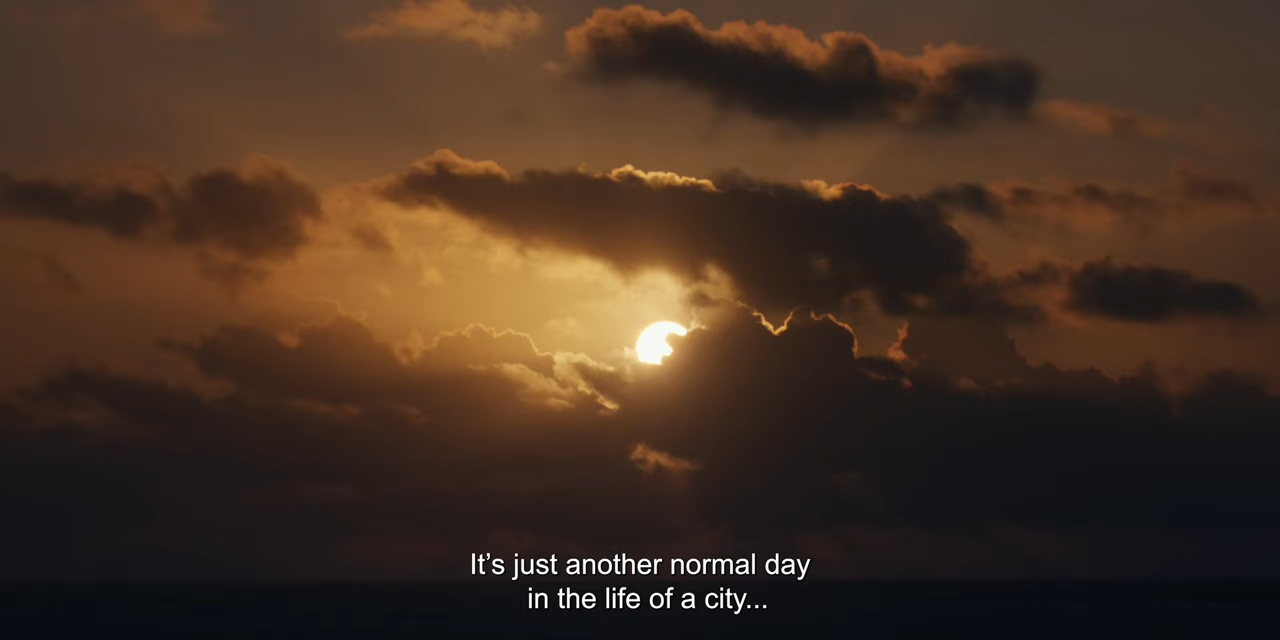 It’s just another normal day
in the life of a city...